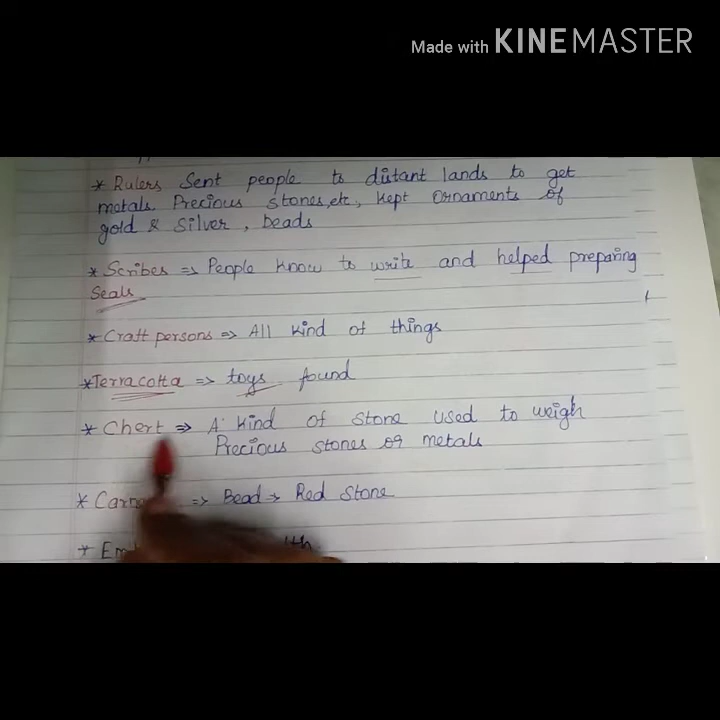 Made with KINEMASTER
* Rulers Sent people to distant lands to get
metals. Precious stones, etc, Kept Ornaments of
gold & Silver, beads
* Scribes => People Know to write and helped preparing
Seals
* Craft persons => All kind of things
* Terracotta => toys found
* Chert => A kind of stone used to weigh
Precious stones or metals
* => Bead → Red Stone
*